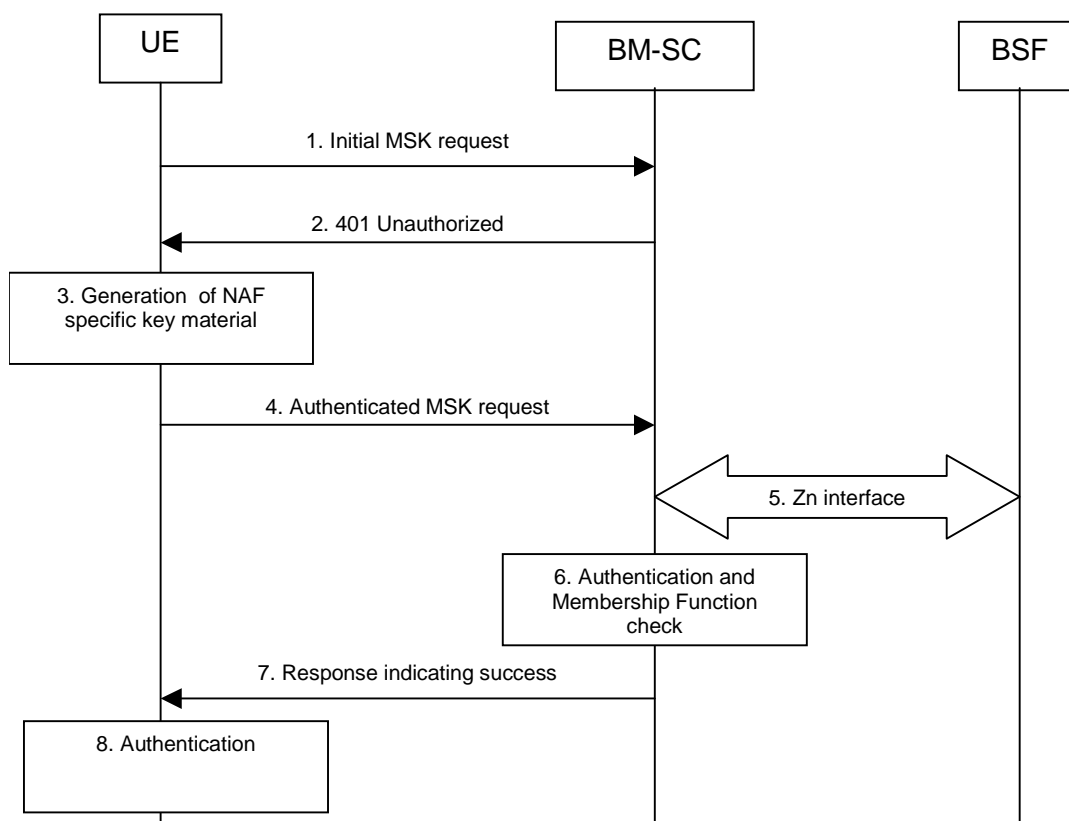 UE
BM-SC
BSF
1. Initial MSK request
2. 401 Unauthorized
3. Generation of NAF
specific key material
4. Authenticated MSK request
5. Zn interface
6. Authentication and
Membership Function
check
7. Response indicating success
8. Authentication